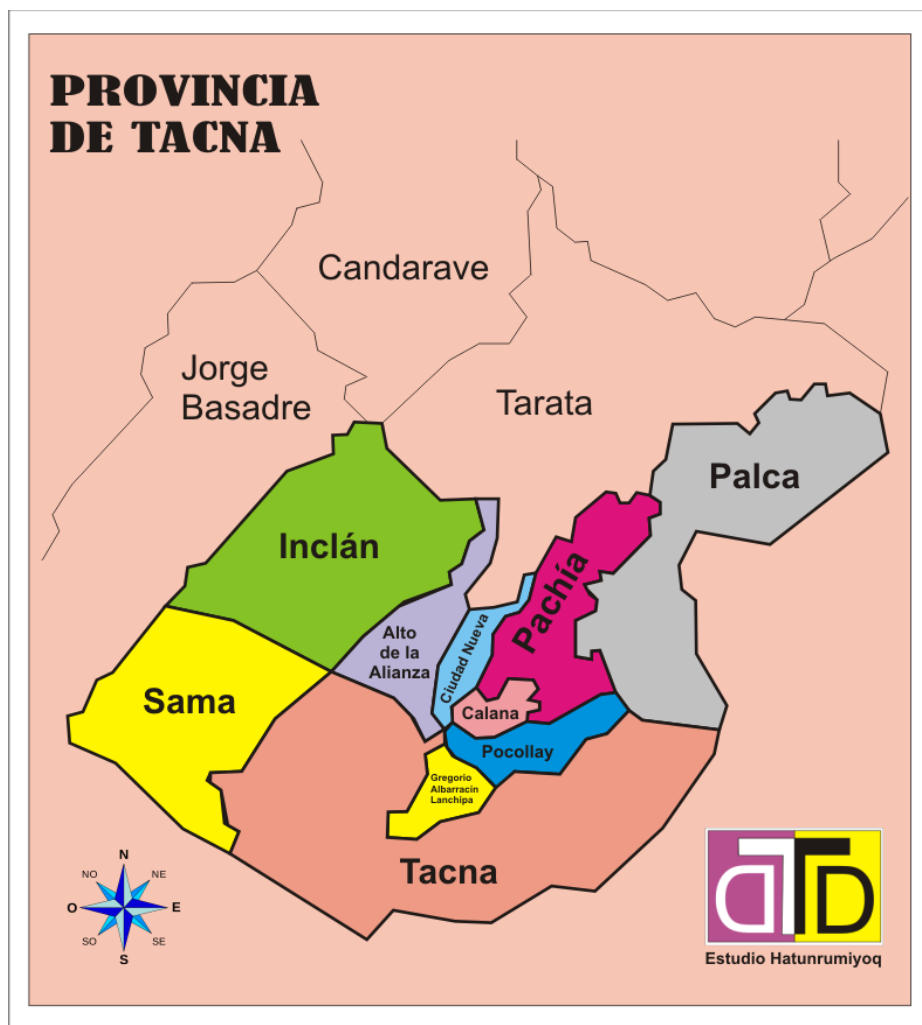 PROVINCIA
DE TACNA
Candarave
Jorge
Basadre
Tarata
Palca
Inclán
Pachía
Alto
de la
Alianza
Ciudad Nueva
Sama
Calana
Pocollay
Gregorio
Albarracín
Lanchipa
Tacna
N
NO
NE
O
E
SO
SE
S
dTD
Estudio Hatunrumiyoq